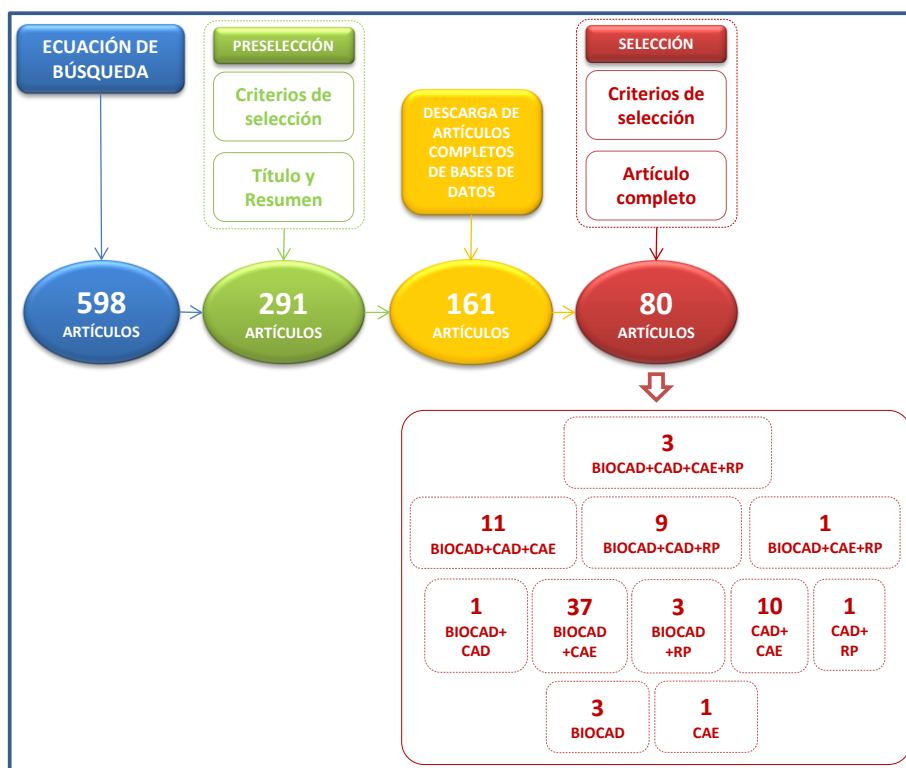 ECUACIÓN DE
BÚSQUEDA
PRESELECCIÓN
Criterios de
selección
Título y
Resumen
DESCARGA DE
ARTÍCULOS
COMPLETOS
DE BASES DE
DATOS
SELECCIÓN
Criterios de
selección
Artículo
completo
598
ARTÍCULOS
291
ARTÍCULOS
161
ARTÍCULOS
80
ARTÍCULOS
3
BIOCAD+CAD+CAE+RP
11
BIOCAD+CAD+CAE
9
BIOCAD+CAD+RP
1
BIOCAD+CAE+RP
1
BIOCAD+
CAD
37
BIOCAD
+CAE
3
BIOCAD
+RP
10
CAD+
CAE
1
CAD+
RP
3
BIOCAD
1
CAE